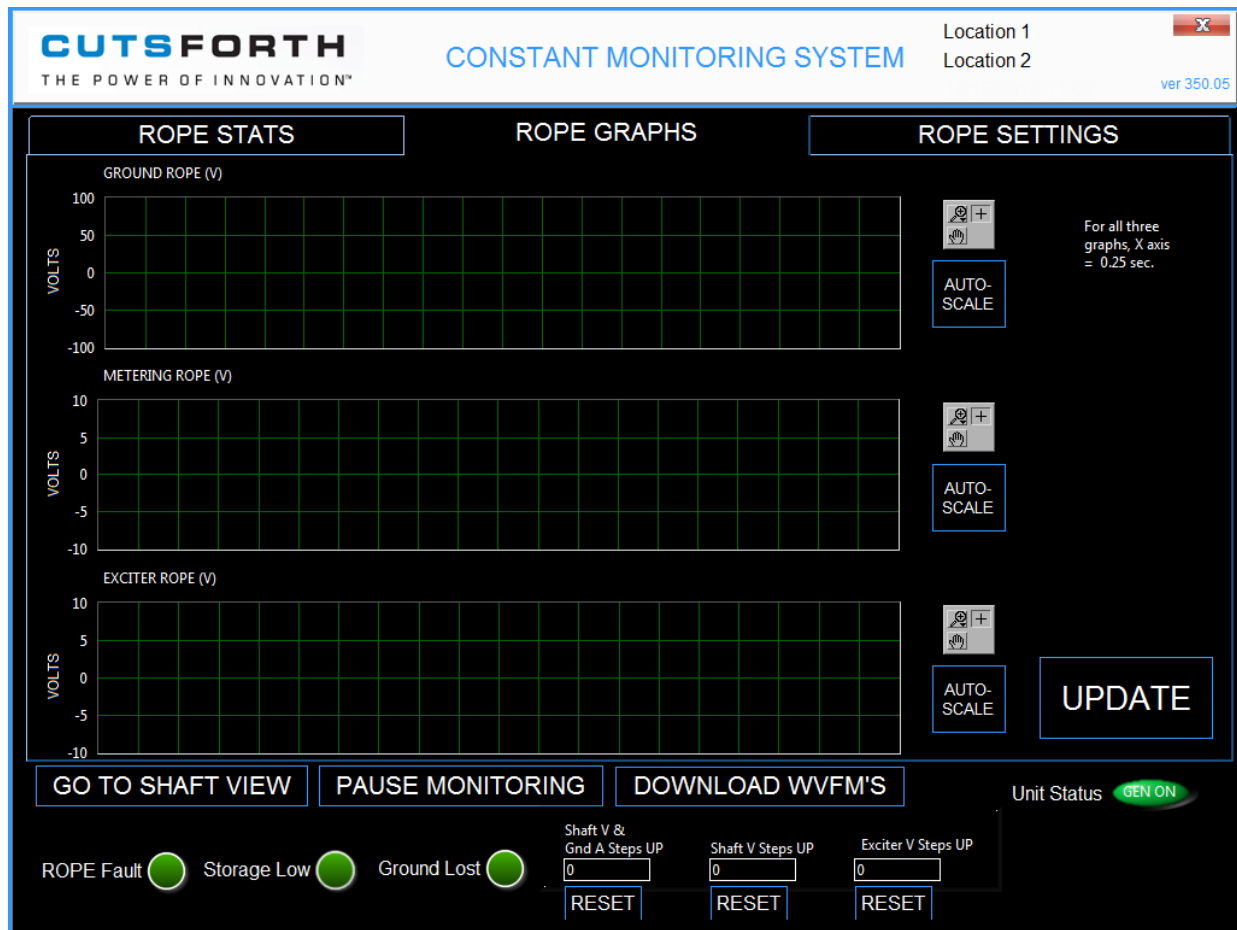 CUTSFORTH
THE POWER OF INNOVATION™
CONSTANT MONITORING SYSTEM
Location 1
Location 2
X
ver 350.05
ROPE STATS
ROPE GRAPHS
ROPE SETTINGS
GROUND ROPE (V)
VOLTS
100
50
0
-50
-100
AUTO-
SCALE
For all three
graphs, X axis
= 0.25 sec.
METERING ROPE (V)
VOLTS
10
5
0
-5
-10
AUTO-
SCALE
EXCITER ROPE (V)
VOLTS
10
5
0
-5
-10
AUTO-
SCALE
UPDATE
GO TO SHAFT VIEW
PAUSE MONITORING
DOWNLOAD WVFM'S
Unit Status
GEN ON
ROPE Fault
Storage Low
Ground Lost
Shaft V &
Gnd A Steps UP
0
RESET
Shaft V Steps UP
0
RESET
Exciter V Steps UP
0
RESET